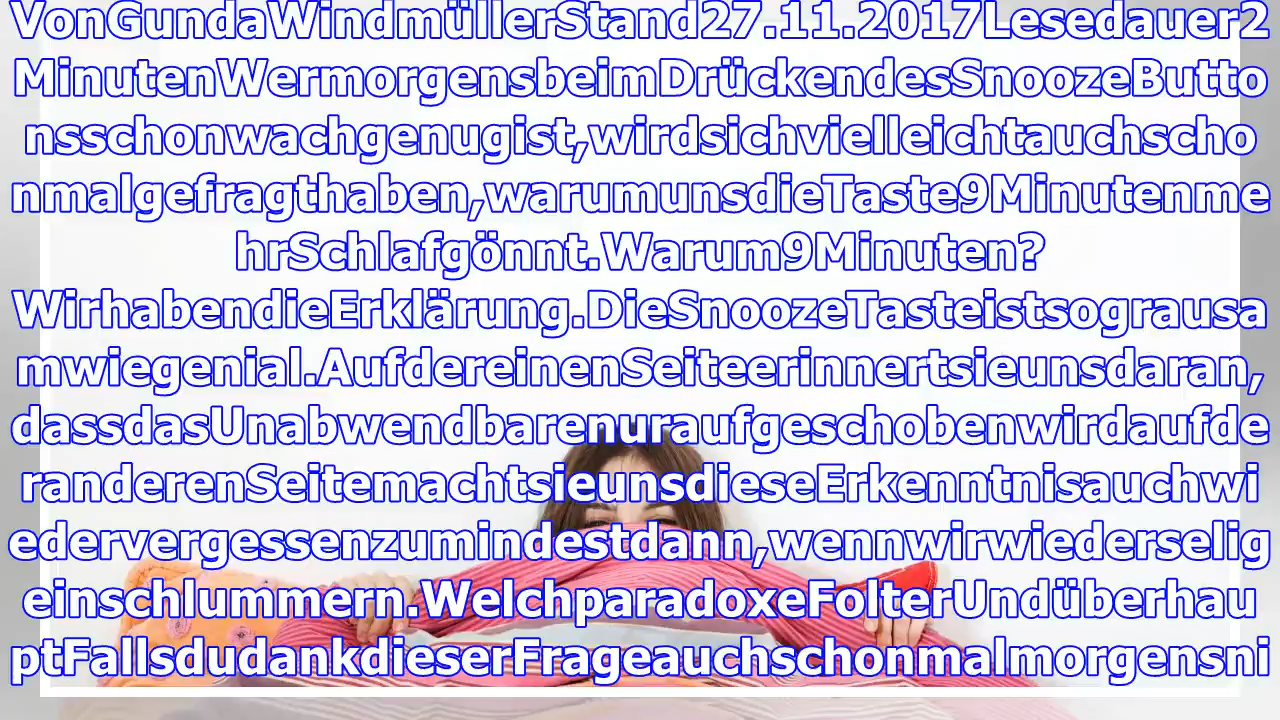 VonGundaWindmüllerStand27.11.2017Lesedauer2
MinutenWermorgensbeimDrückendesSnoozeButto
nsschonwachgenugist,wirdsichvielleichtauchscho
nmalgefragthaben,warumunsdieTaste9Minutenme
hrSchlafgönnt.Warum9Minuten?
WirhabendieErklärung.DieSnoozeTasteistsograusa
mwiegenial.AufdereinenSeiteerinnertsieunsdaran,
dassdasUnabwendbarenuraufgeschobenwirdaufde
randerenSeitemachtsieunsdieseErkenntnisauchwi
edervergessenzumindestdann,wennwirwiederselig
einschlummern.WelchparadoxeFolterUndüberhau
ptFallsdudankdieserFrageauchschonmalmorgensni